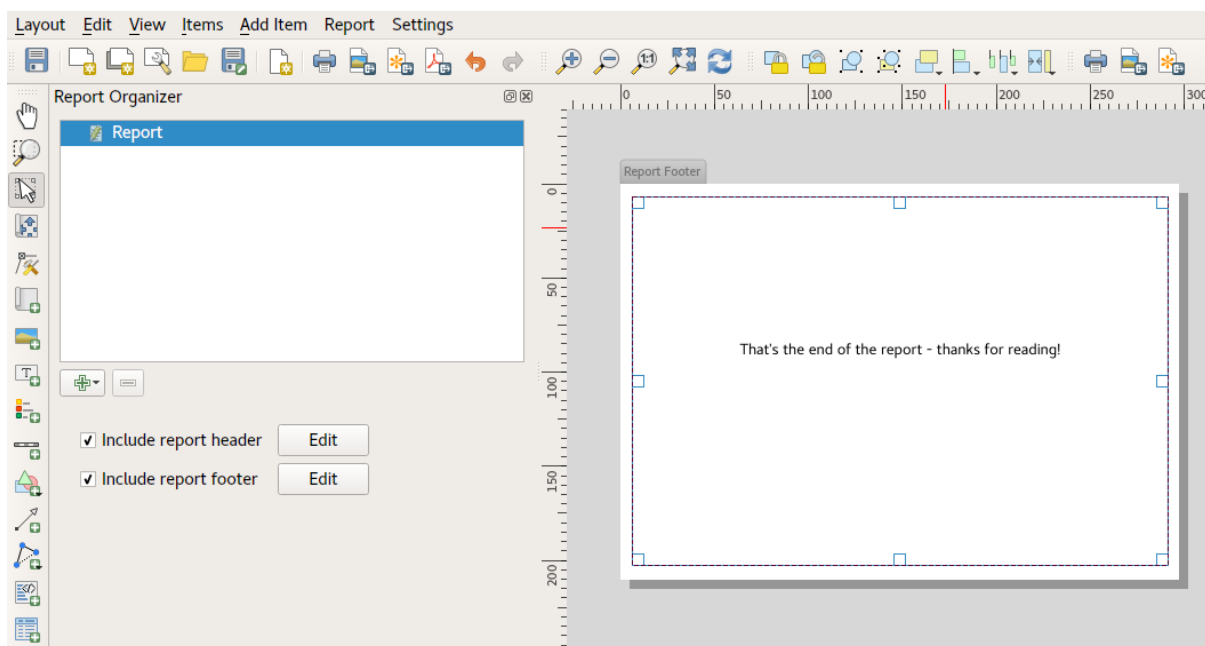 Layout Edit View Items Add Item Report Settings
1:1
Report Organizer
0 50 100 150 200 250 300
Report
Report Footer
0
50
That's the end of the report - thanks for reading!
100
Include report header Edit
Include report footer Edit
150
200